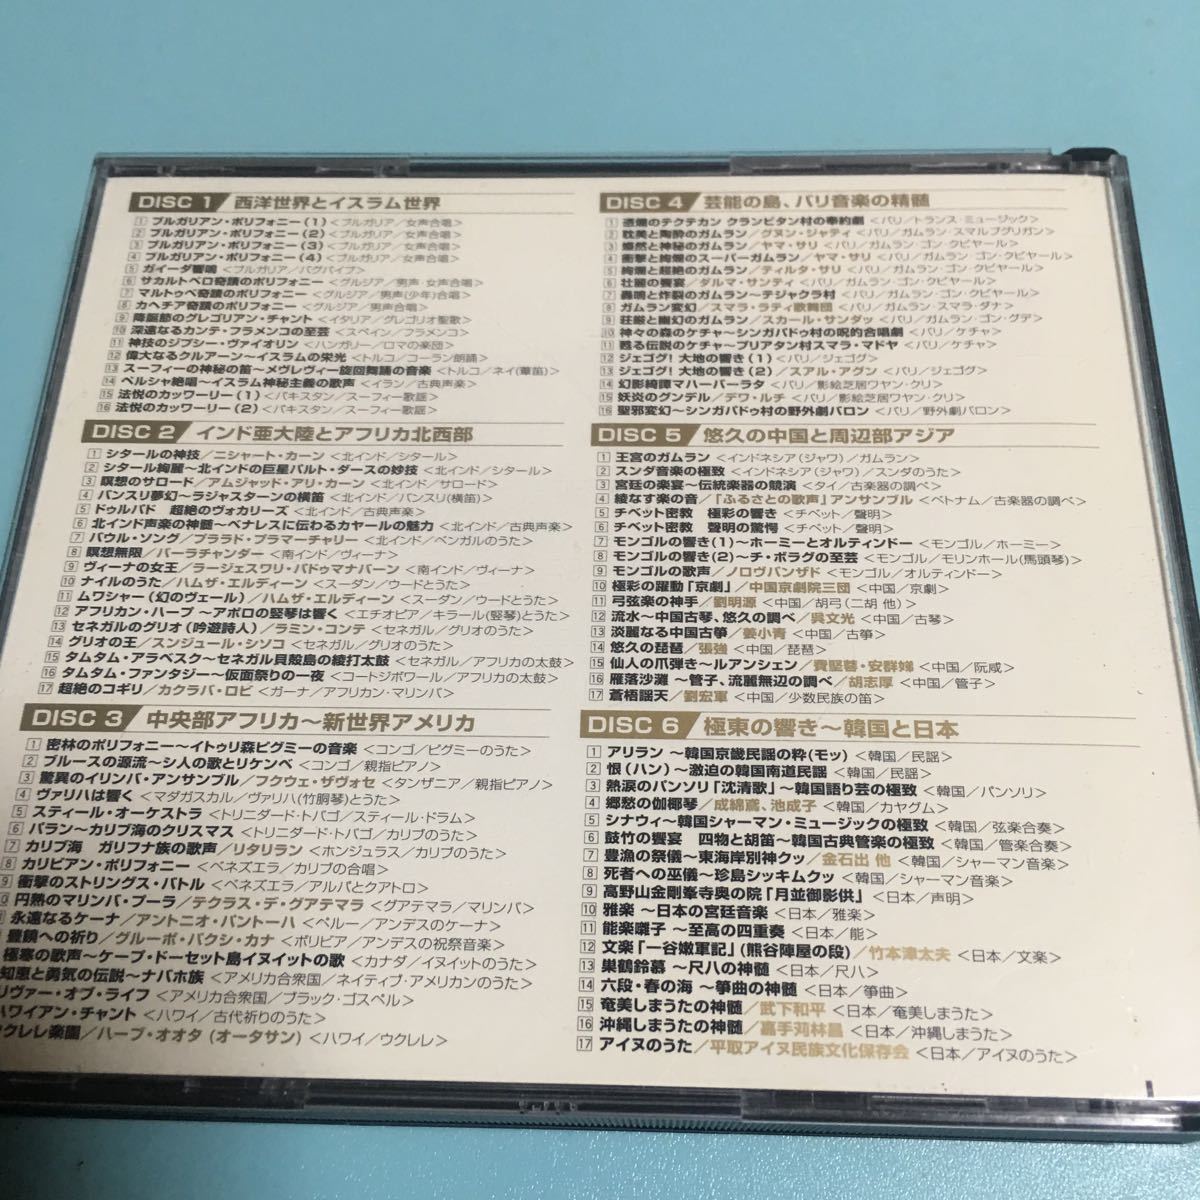 DISC 1 西洋世界とイスラム世界
1 ブルガリアン・ポリフォニー(1) <ブルガリア/女声合唱>
2 ブルガリアン・ポリフォニー(2) <ブルガリア/女声合唱>
3 ブルガリアン・ポリフォニー(3) <ブルガリア/女声合唱>
4 ブルガリアン・ポリフォニー(4) <ブルガリア/女声合唱>
5 ガイーダ響鳴 <ブルガリア/バグパイプ>
6 サカルトベロ奇蹟のポリフォニー <グルジア/男声・女声合唱>
7 マルトゥベ奇蹟のポリフォニー <グルジア/男声(少年)合唱>
8 カヘチア奇蹟のポリフォニー <グルジア/男声合唱>
9 降誕節のグレゴリアン・チャント <イタリア/グレゴリオ聖歌>
10 深遠なるカンテ・フラメンコの至芸 <スペイン/フラメンコ>
11 神技のジプシー・ヴァイオリン <ハンガリー/ロマの楽団>
12 偉大なるクルアーン〜イスラムの栄光 <トルコ/コーラン朗誦>
13 スーフィーの神秘の笛〜メヴレヴィー旋回舞踊の音楽 <トルコ/ネイ(葦笛)>
14 ペルシャ絶唱〜イスラム神秘主義の歌声 <イラン/古典声楽>
15 法悦のカッワーリー(1) <パキスタン/スーフィー歌謡>
16 法悦のカッワーリー(2) <パキスタン/スーフィー歌謡>
DISC 2 インド亜大陸とアフリカ北西部
1 シタールの神技/ニシャート・カーン <北インド/シタール>
2 シタール絢麗〜北インドの巨星バルト・ダースの妙技 <北インド/シタール>
3 瞑想のサロード/アムジャッド・アリ・カーン <北インド/サロード>
4 バンスリ夢幻〜ラジャスターンの横笛 <北インド/バンスリ(横笛)>
5 ドゥルパド 超絶のヴォカリーズ <北インド/古典声楽>
6 北インド声楽の神髄〜ベナレスに伝わるカヤールの魅力 <北インド/古典声楽>
7 バウル・ソング/プララド・ブラマーチャリー <北インド/ベンガルのうた>
8 瞑想無限/バーラチャンダー <南インド/ヴィーナ>
9 ヴィーナの女王/ラージェスワリ・パドゥマナバーン <南インド/ヴィーナ>
10 ナイルのうた/ハムザ・エルディーン <スーダン/ウードとうた>
11 ムワシャー(幻のヴェール)/ハムザ・エルディーン <スーダン/ウードとうた>
12 アフリカン・ハープ 〜アポロの竪琴は響く <エチオピア/キラール(竪琴)とうた>
13 セネガルのグリオ(吟遊詩人)/ラミン・コンテ <セネガル/グリオのうた>
14 グリオの王/スンジュール・シソコ <セネガル/グリオのうた>
15 タムタム・アラベスク〜セネガル貝殻島の綾打太鼓 <セネガル/アフリカの太鼓>
16 タムタム・ファンタジー〜仮面祭りの一夜 <コートジボワール/アフリカの太鼓>
17 超絶のコギリ/カクラバ・ロビ <ガーナ/アフリカン・マリンバ>
DISC 3 中央部アフリカ〜新世界アメリカ
1 密林のポリフォニー〜イトゥリ森ピグミーの音楽 <コンゴ/ピグミーのうた>
2 ブルースの源流〜シ人の歌とリケンベ <コンゴ/親指ピアノ>
3 驚異のイリンバ・アンサンブル/フクウェ・ザヴォセ <タンザニア/親指ピアノ>
4 ヴァリハは響く <マダガスカル/ヴァリハ(竹胴琴)とうた>
5 スティール・オーケストラ <トリニダード・トバゴ/スティール・ドラム>
6 パラン〜カリブ海のクリスマス <トリニダード・トバゴ/カリブのうた>
7 カリブ海 ガリフナ族の歌声/リタリラン <ホンジュラス/カリブのうた>
8 カリビアン・ポリフォニー <ベネズエラ/カリブの合唱>
9 衝撃のストリングス・バトル <ベネズエラ/アルパとクアトロ>
0 円熟のマリンバ・プーラ/テクラス・デ・グアテマラ <グアテマラ/マリンバ>
永遠なるケーナ/アントニオ・パントーハ <ペルー/アンデスのケーナ>
豊饒への祈り/グルーポ・パクシ・カナ <ボリビア/アンデスの祝祭音楽>
極寒の歌声〜ケープ・ドーセット島イヌイットの歌 <カナダ/イヌイットのうた>
知恵と勇気の伝説〜ナバホ族 <アメリカ合衆国/ネイティブ・アメリカンのうた>
リヴァー・オブ・ライフ <アメリカ合衆国/ブラック・ゴスペル>
ハワイアン・チャント <ハワイ/古代祈りのうた>
ウクレレ楽園/ハーブ・オオタ(オータサン) <ハワイ/ウクレレ>
DISC 4 芸能の島、バリ音楽の精髄
1 テクテカン クランビタン村の奉約劇 <バリ/トランス・ミュージック>
2 耽美と陶酔のガムラン/グヌン・ジャティ <バリ/ガムラン・スマルプグリガン>
3 嫣然と神秘のガムラン/ヤマ・サリ <バリ/ガムラン・ゴン・クビヤール>
4 衝撃と絢爛のスーパーガムラン/ヤマ・サリ <バリ/ガムラン・ゴン・クビヤール>
5 絢爛と超絶のガムラン/ティルタ・サリ <バリ/ガムラン・ゴン・クビヤール>
6 壮麗の饗宴/ダルマ・サンティ <バリ/ガムラン・ゴン・クビヤール>
7 轟鳴と炸裂のガムラン〜テジャクラ村 <バリ/ガムラン・ゴン・クビヤール>
8 ガムラン変幻/スマラ・ラティ歌舞団 <バリ/ガムラン・スマラ・ダナ>
9 荘厳と幽幻のガムラン/スカール・サンダッ <バリ/ガムラン・ゴン・グデ>
10 神々の森のケチャ〜シンガパドゥ村の呪的合唱劇 <バリ/ケチャ>
11 甦る伝説のケチャ〜プリアタン村スマラ・マドヤ <バリ/ケチャ>
12 ジェゴグ! 大地の響き(1) <バリ/ジェゴグ>
13 ジェゴグ! 大地の響き(2)/スアル・アグン <バリ/ジェゴグ>
14 幻影綺譚マハーバーラタ <バリ/影絵芝居ワヤン・クリ>
15 妖炎のグンデル/デワ・ルチ <バリ/影絵芝居ワヤン・クリ>
16 聖邪変幻〜シンガパドゥ村の野外劇バロン <バリ/野外劇バロン>
DISC 5 悠久の中国と周辺部アジア
1 王宮のガムラン <インドネシア(ジャワ)/ガムラン>
2 スンダ音楽の極致 <インドネシア(ジャワ)/スンダのうた>
3 宮廷の楽宴〜伝統楽器の競演 <タイ/古楽器の調べ>
4 綾なす楽の音/「ふるさとの歌声」アンサンブル <ベトナム/古楽器の調べ>
5 チベット密教 極彩の響き <チベット/聲明>
6 チベット密教 聲明の驚愕 <チベット/聲明>
7 モンゴルの響き(1)〜ホーミーとオルティンドー <モンゴル/ホーミー>
8 モンゴルの響き(2)〜チ・ボラグの至芸 <モンゴル/モリンホール(馬頭琴)>
9 モンゴルの歌声/ノロヴバンザド <モンゴル/オルティンドー>
10 極彩の躍動「京劇」/中国京劇院三団 <中国/京劇>
11 弓弦楽の神手/劉明源 <中国/胡弓(二胡 他)>
12 流水〜中国古琴、悠久の調べ/呉文光 <中国/古琴>
13 淡麗なる中国古箏/姜小青 <中国/古箏>
14 悠久の琵琶/張強 <中国/琵琶>
15 仙人の爪弾き〜ルアンシェン/費堅蓉・安群娣 <中国/阮咸>
16 雁落沙灘 〜管子、流麗無辺の調べ/胡志厚 <中国/管子>
17 蒼梧謡天/劉宏軍 <中国/少数民族の笛>
DISC 6 極東の響き〜韓国と日本
1 アリラン 〜韓国京畿民謡の粋(モッ) <韓国/民謡>
2 恨(ハン)〜激迫の韓国南道民謡 <韓国/民謡>
3 熱涙のパンソリ「沈清歌」〜韓国語り芸の極致 <韓国/パンソリ>
4 郷愁の伽椰琴/成錦鳶、池成子 <韓国/カヤグム>
5 シナウィ〜韓国シャーマン・ミュージックの極致 <韓国/弦楽合奏>
6 鼓竹の饗宴 四物と胡笛〜韓国古典管楽の極致 <韓国/管楽合奏>
7 豊漁の祭儀〜東海岸別神クッ/金石出 他 <韓国/シャーマン音楽>
8 死者への巫儀〜珍島シッキムクッ <韓国/シャーマン音楽>
9 高野山金剛峯寺奥の院「月並御影供」 <日本/声明>
10 雅楽 〜日本の宮廷音楽 <日本/雅楽>
11 能楽囃子 〜至高の四重奏 <日本/能>
12 文楽「一谷嫩軍記」(熊谷陣屋の段)/竹本津太夫 <日本/文楽>
13 巣鶴鈴慕 〜尺八の神髄 <日本/尺八>
14 六段・春の海 〜箏曲の神髄 <日本/箏曲>
15 奄美しまうたの神髄/武下和平 <日本/奄美しまうた>
16 沖縄しまうたの神髄/嘉手苅林昌 <日本/沖縄しまうた>
17 アイヌのうた/平取アイヌ民族文化保存会 <日本/アイヌのうた>